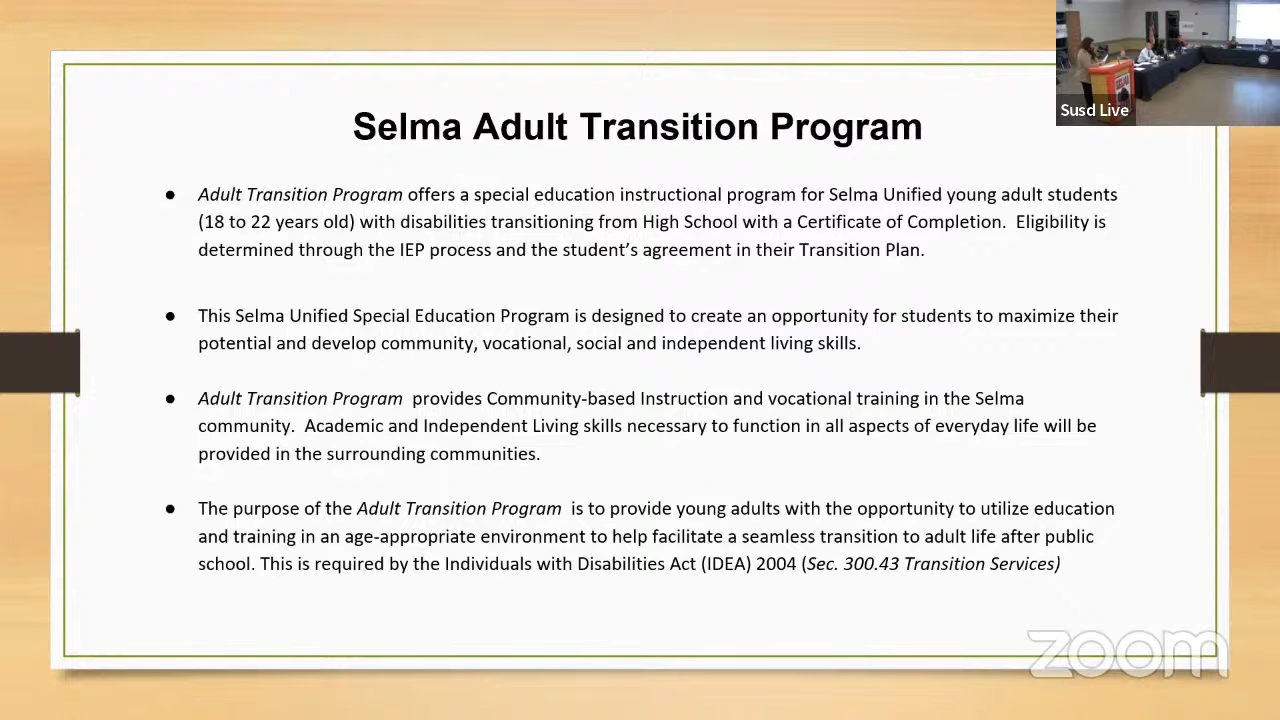 Selma Adult Transition Program
Susd Live
● Adult Transition Program offers a special education instructional program for Selma Unified young adult students
(18 to 22 years old) with disabilities transitioning from High School with a Certificate of Completion. Eligibility is
determined through the IEP process and the student’s agreement in their Transition Plan.
● This Selma Unified Special Education Program is designed to create an opportunity for students to maximize their
potential and develop community, vocational, social and independent living skills.
● Adult Transition Program provides Community-based Instruction and vocational training in the Selma
community. Academic and Independent Living skills necessary to function in all aspects of everyday life will be
provided in the surrounding communities.
● The purpose of the Adult Transition Program is to provide young adults with the opportunity to utilize education
and training in an age-appropriate environment to help facilitate a seamless transition to adult life after public
school. This is required by the Individuals with Disabilities Act (IDEA) 2004 (Sec. 300.43 Transition Services)
zoom